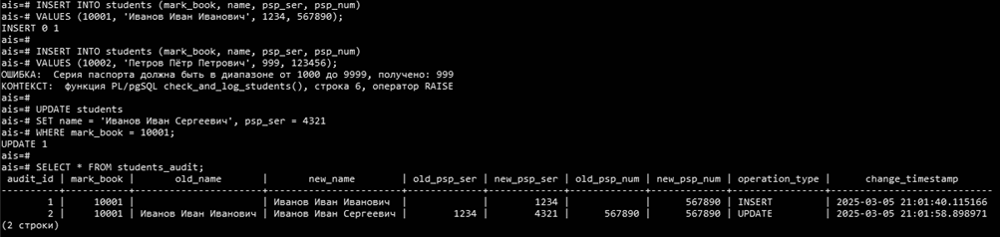 ais=# INSERT INTO students (mark_book, name, psp_ser, psp_num)
ais-# VALUES (10001, 'Иванов Иван Иванович', 1234, 567890);
INSERT 0 1
ais=#
ais=# INSERT INTO students (mark_book, name, psp_ser, psp_num)
ais-# VALUES (10002, 'Петров Пётр Петрович', 999, 123456);
ОШИБКА:  Серия паспорта должна быть в диапазоне от 1000 до 9999, получено: 999
КОНТЕКСТ:  функция PL/pgSQL check_and_log_students(), строка 6, оператор RAISE
ais=#
ais=# UPDATE students
ais-# SET name = 'Иванов Иван Сергеевич', psp_ser = 4321
ais-# WHERE mark_book = 10001;
UPDATE 1
ais=#
ais=# SELECT * FROM students_audit;
 audit_id | mark_book |       old_name       |       new_name        | old_psp_ser | new_psp_ser | old_psp_num | new_psp_num | operation_type |      change_timestamp
----------+-----------+----------------------+-----------------------+-------------+-------------+-------------+-------------+----------------+----------------------------
        1 |     10001 |                      | Иванов Иван Иванович  |             |        1234 |             |      567890 | INSERT         | 2025-03-05 21:01:40.115166
        2 |     10001 | Иванов Иван Иванович | Иванов Иван Сергеевич |        1234 |        4321 |      567890 |      567890 | UPDATE         | 2025-03-05 21:01:58.898971
(2 строки)